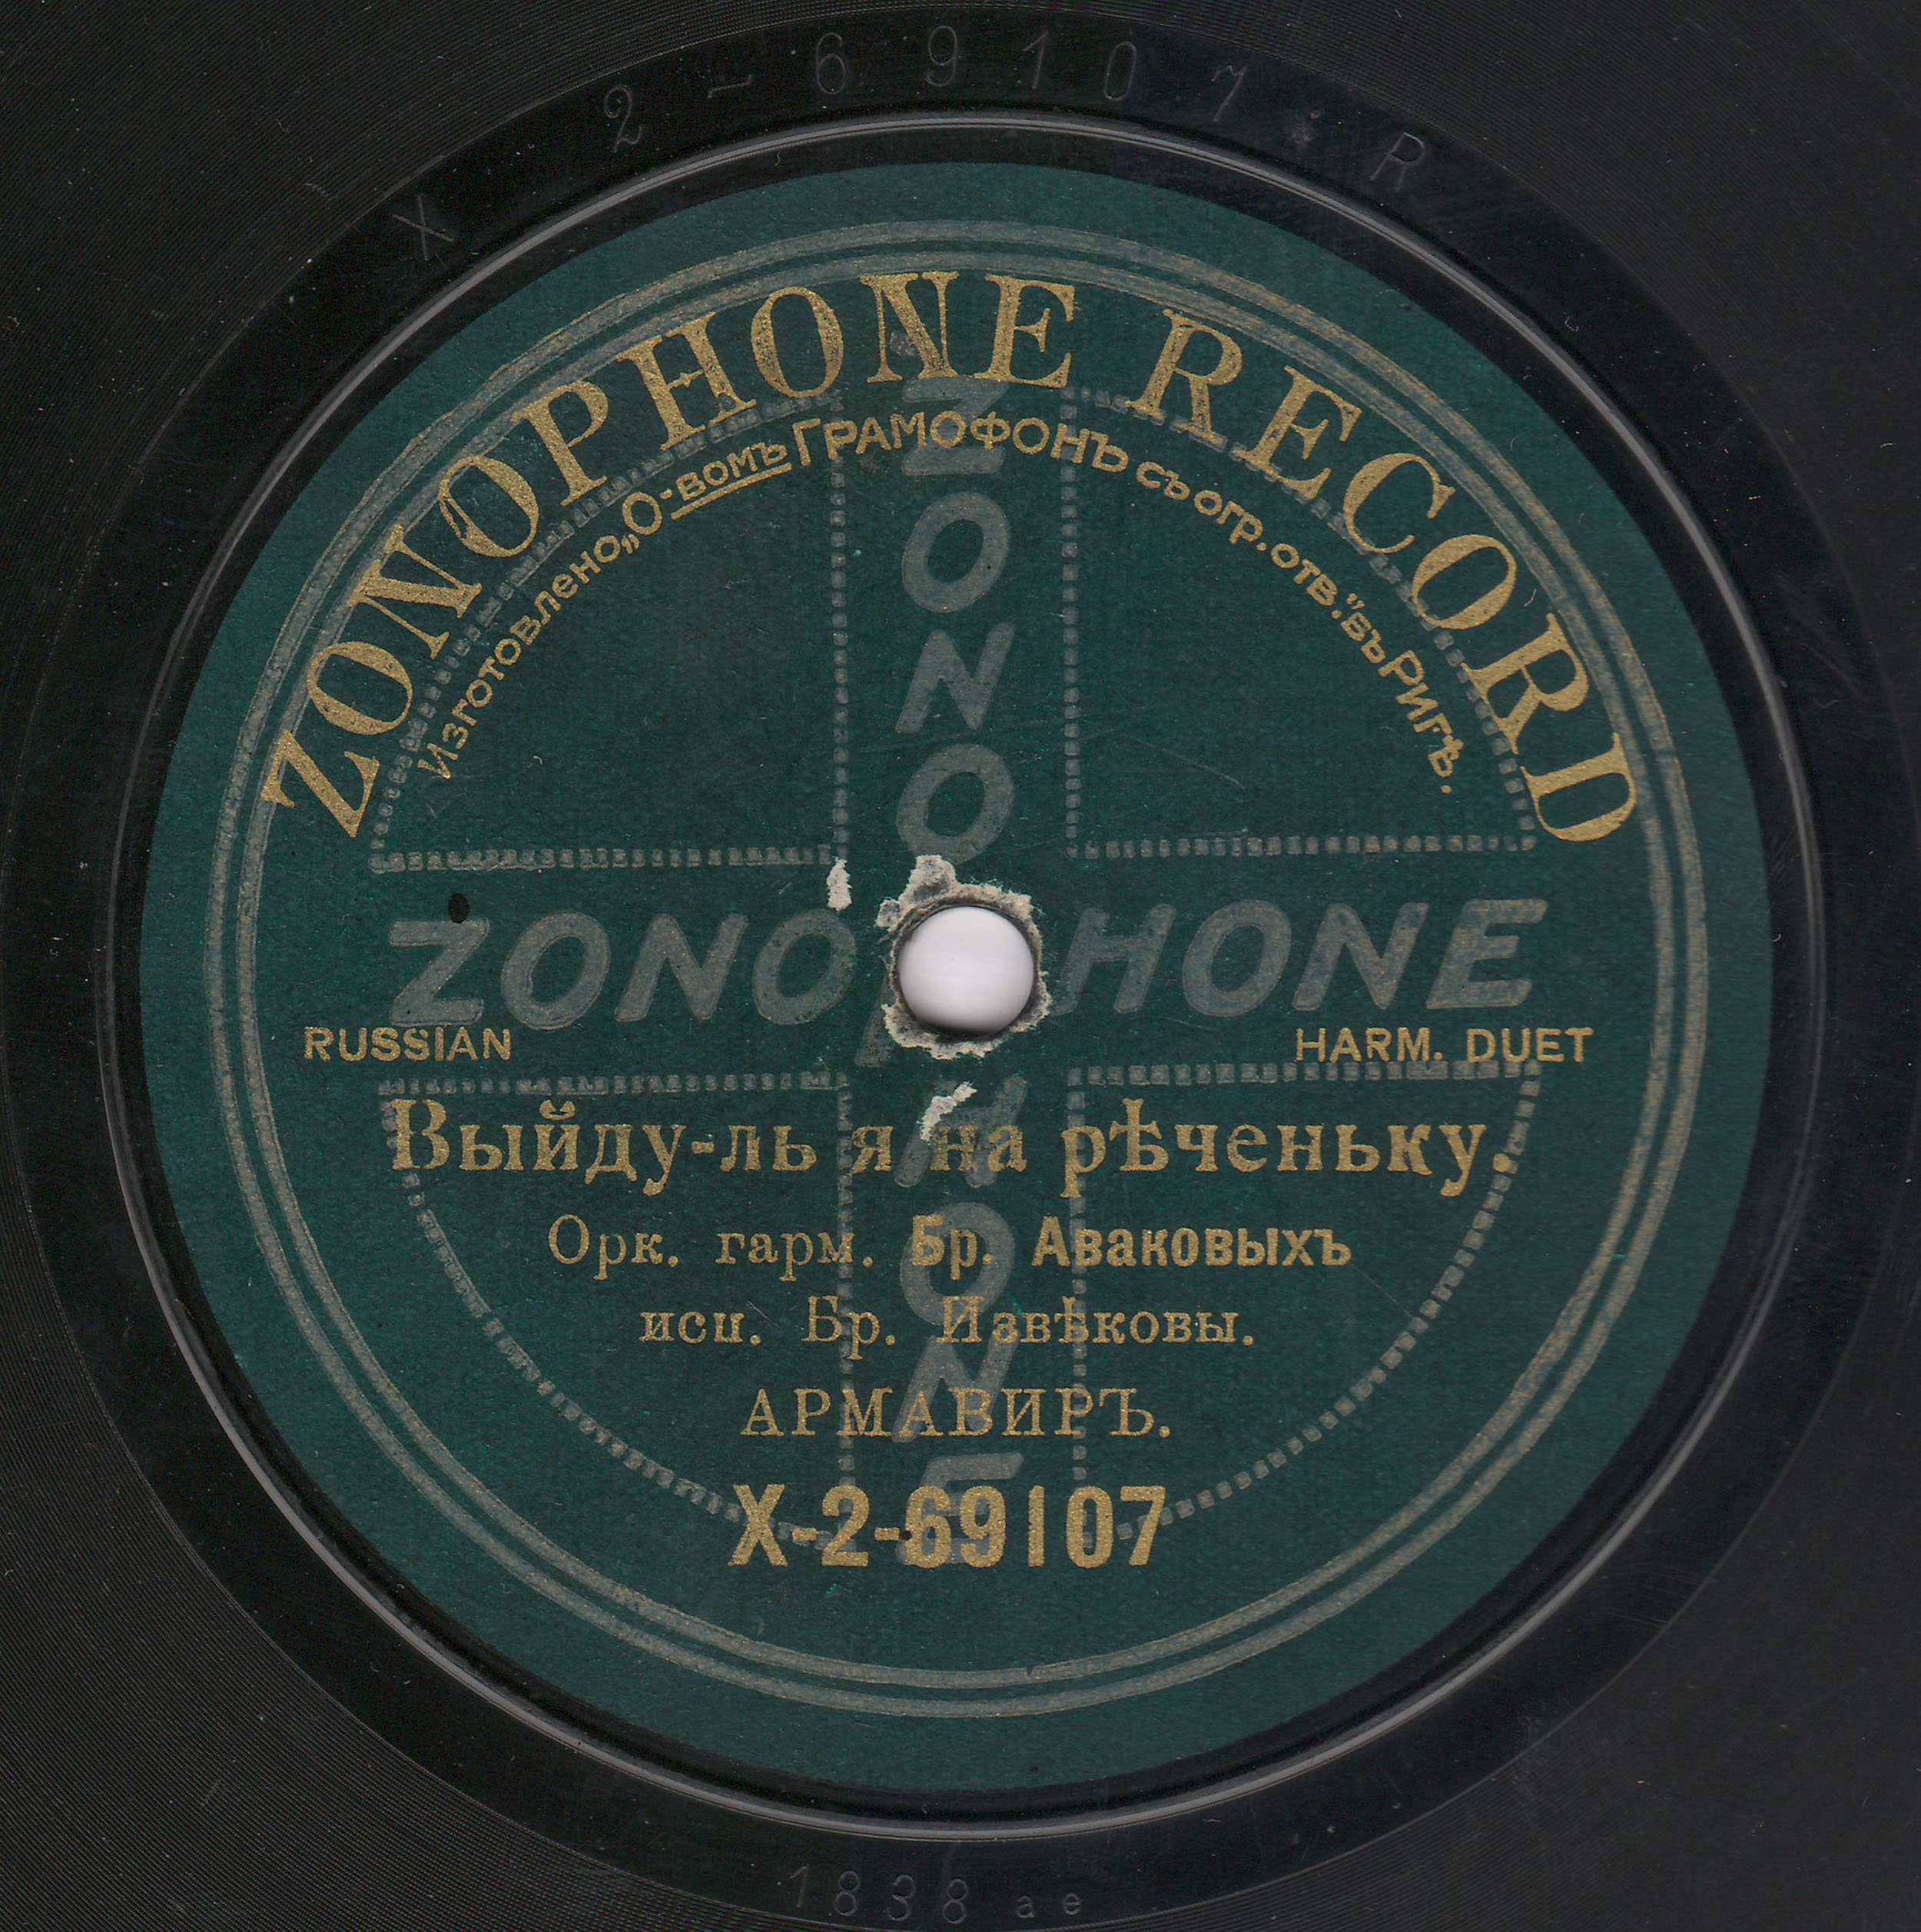 X 2-69107·R
ZONOPHONE RECORD
Изготовлено „О-вомъ Грамофонъ съ огр. отв." въ Ригѣ.
ZONOPHONE
ZONOPHONE
RUSSIAN
HARM. DUET
Выйду-ль я на рѣченьку.
Орк. гарм. Бр. Аваковыхъ
исп. Бр. Извѣковы.
АРМАВИРЪ.
X-2-69107
1838 ae